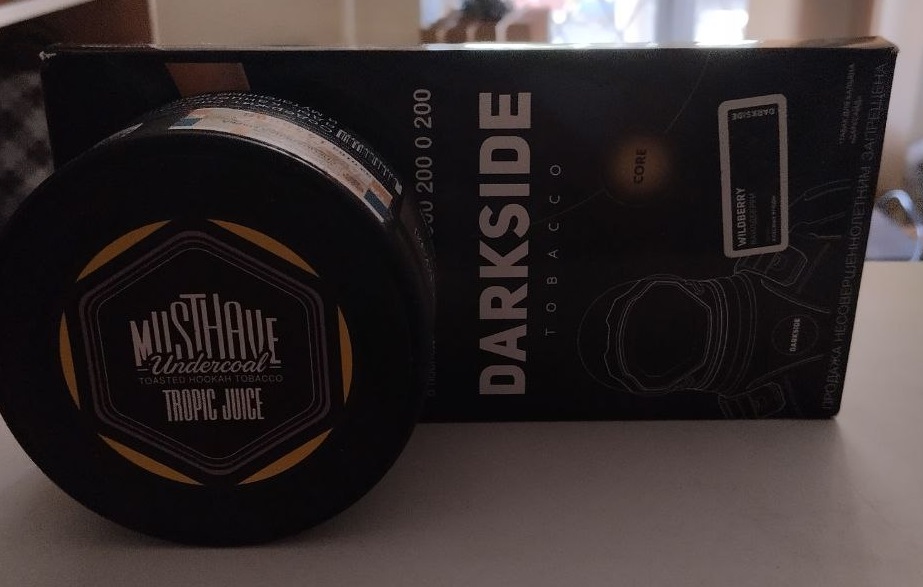 MUSTHAVE
Undercoal
TOASTED HOOKAH TOBACCO
TROPIC JUICE
00 200 0 200
DARKSIDE
TOBACCO
CORE
DARKSIDE
WILDBERRY
DARKSIDE
ПРОДАЖА НЕСОВЕРШЕННОЛЕТНИМ ЗАПРЕЩЕНА